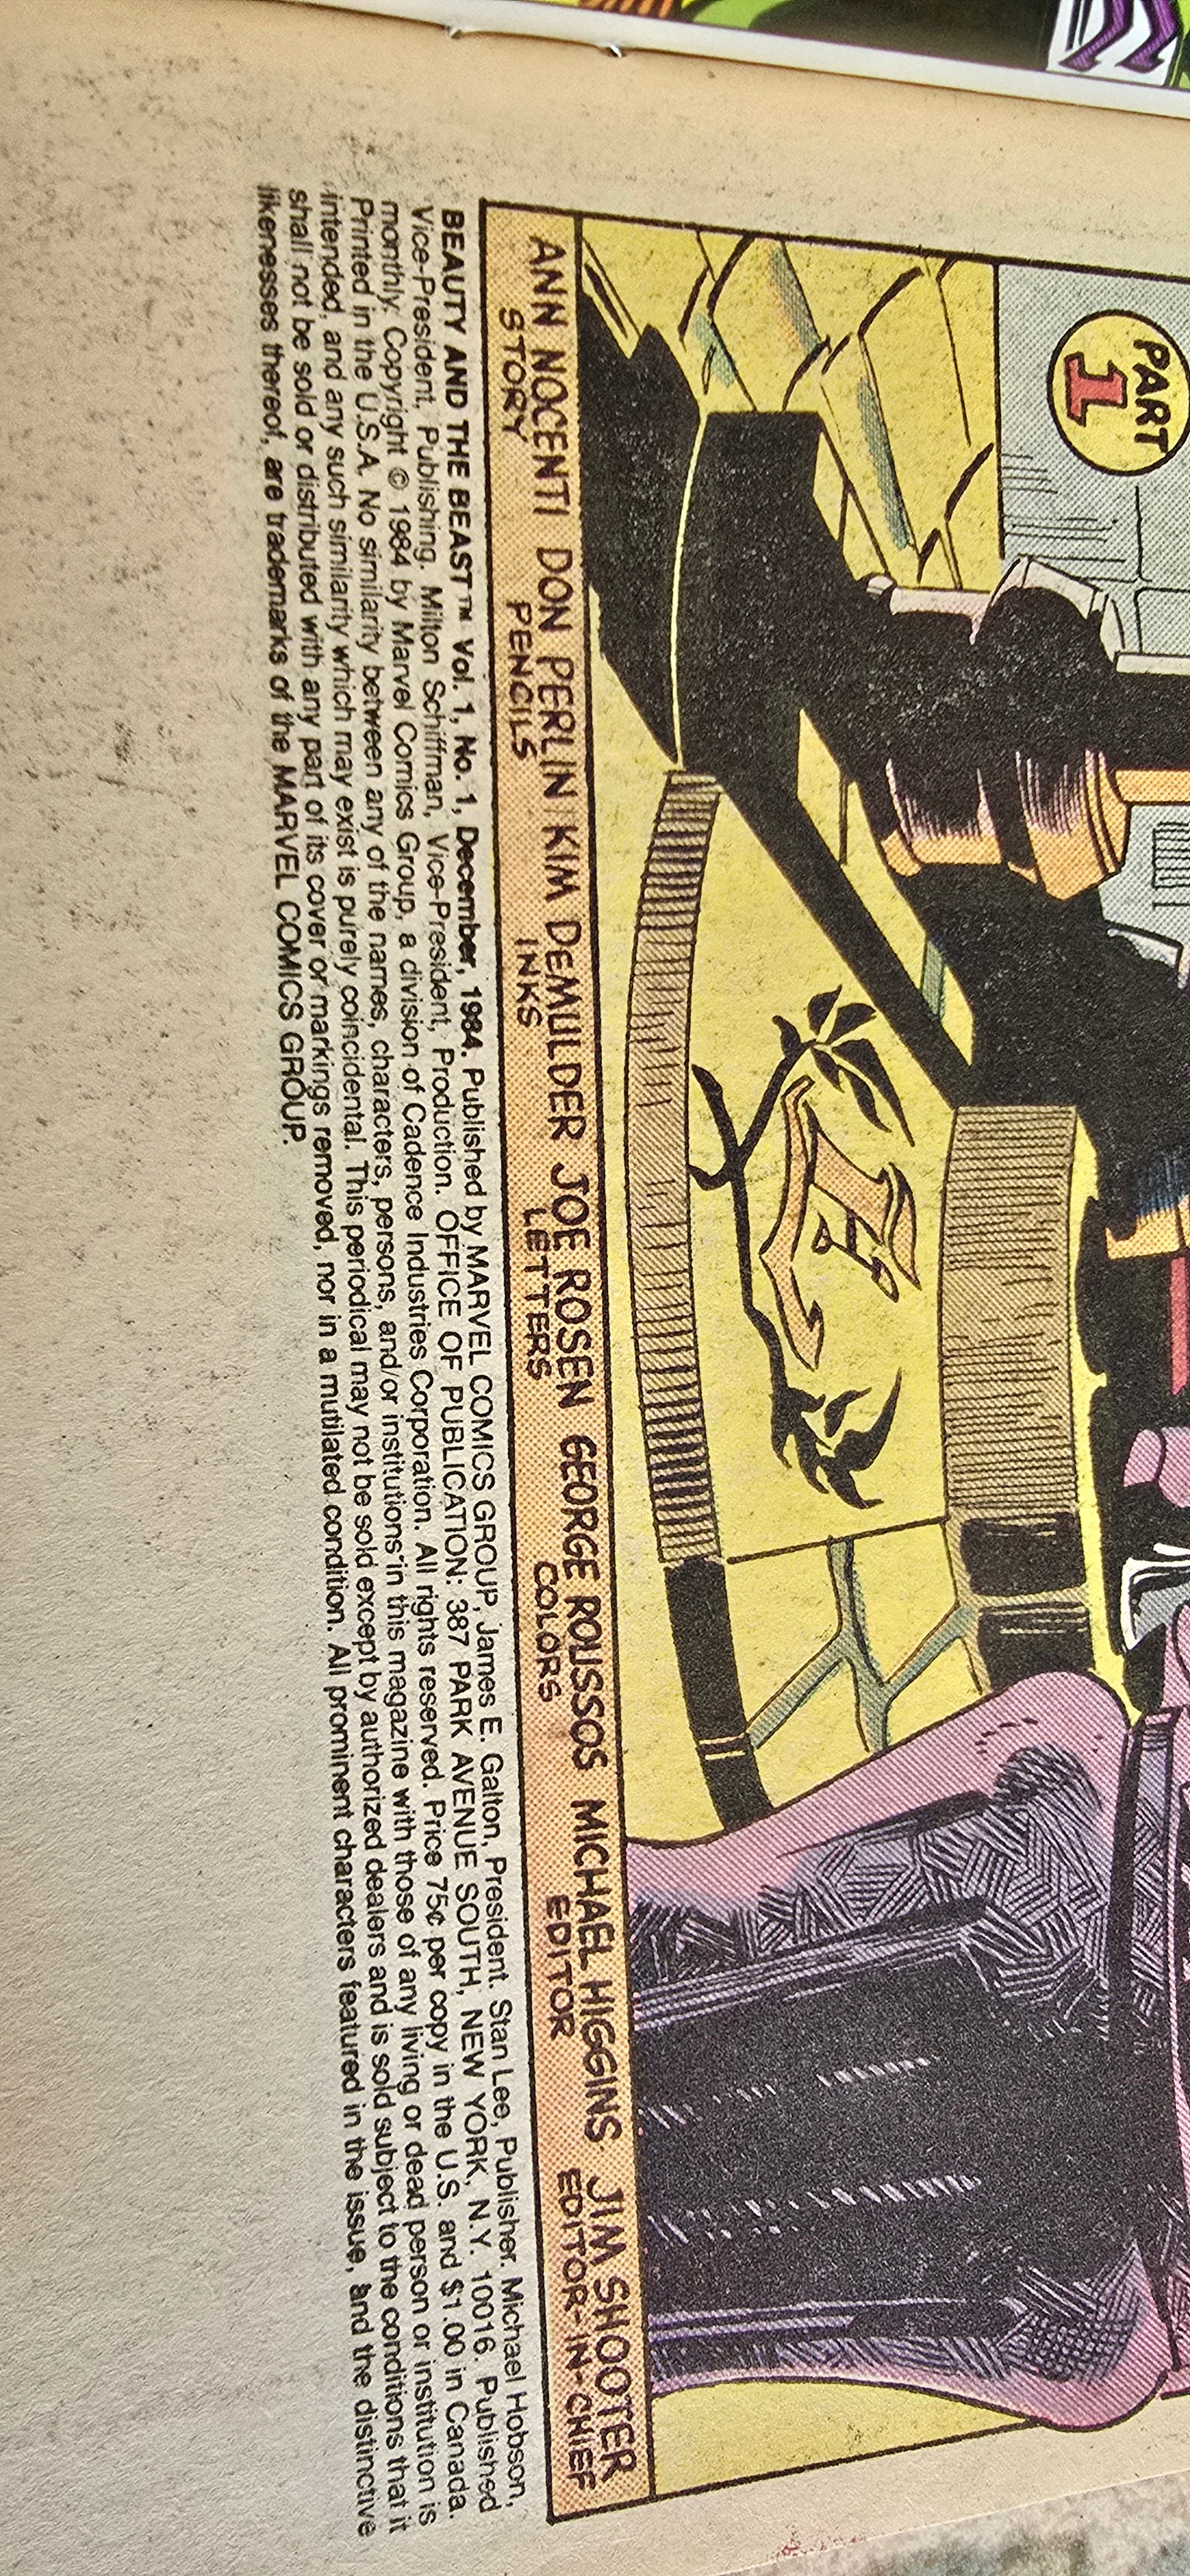 PART
1
ANN NOCENTI DON PERLIN KIM DEMULDER JOE ROSEN GEORGE ROUSSOS MICHAEL HIGGINS JIM SHOOTER
STORY PENCILS INKS LETTERS COLORS EDITOR EDITOR-IN-CHIEF
BEAUTY AND THE BEAST™ Vol. 1, No. 1, December, 1984. Published by MARVEL COMICS GROUP, James E. Galton, President. Stan Lee, Publisher. Michael Hobson,
Vice-President, Publishing. Milton Schiffman, Vice-President, Production. OFFICE OF PUBLICATION: 387 PARK AVENUE SOUTH, NEW YORK, N.Y. 10016. Published
monthly. Copyright © 1984 by Marvel Comics Group, a division of Cadence Industries Corporation. All rights reserved. Price 75¢ per copy in the U.S. and $1.00 in Canada.
Printed in the U.S.A. No similarity between any of the names, characters, persons, and/or institutions in this magazine with those of any living or dead person or institution is
intended, and any such similarity which may exist is purely coincidental. This periodical may not be sold except by authorized dealers and is sold subject to the conditions that it
shall not be sold or distributed with any part of its cover or markings removed, nor in a mutilated condition. All prominent characters featured in the issue, and the distinctive
likenesses thereof, are trademarks of the MARVEL COMICS GROUP.